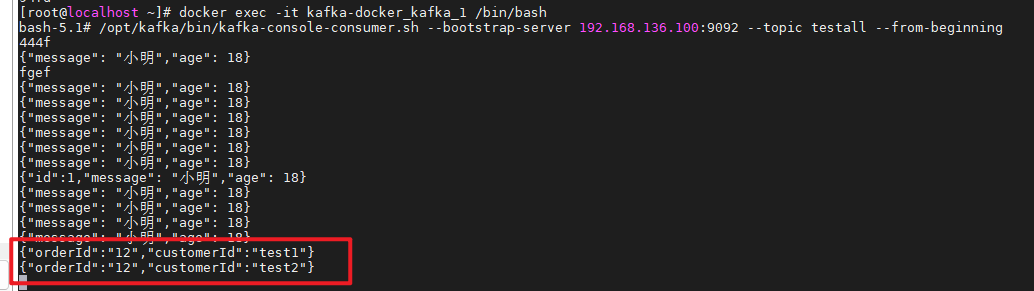 [root@localhost ~]# docker exec -it kafka-docker_kafka_1 /bin/bash
bash-5.1# /opt/kafka/bin/kafka-console-consumer.sh --bootstrap-server 192.168.136.100:9092 --topic testall --from-beginning
444f
{"message": "小明","age": 18}
fgef
{"message": "小明","age": 18}
{"message": "小明","age": 18}
{"message": "小明","age": 18}
{"message": "小明","age": 18}
{"message": "小明","age": 18}
{"message": "小明","age": 18}
{"id":1,"message": "小明","age": 18}
{"message": "小明","age": 18}
{"message": "小明","age": 18}
{"message": "小明","age": 18}
{"message": "小明","age": 18}
{"orderId":"12","customerId":"test1"}
{"orderId":"12","customerId":"test2"}